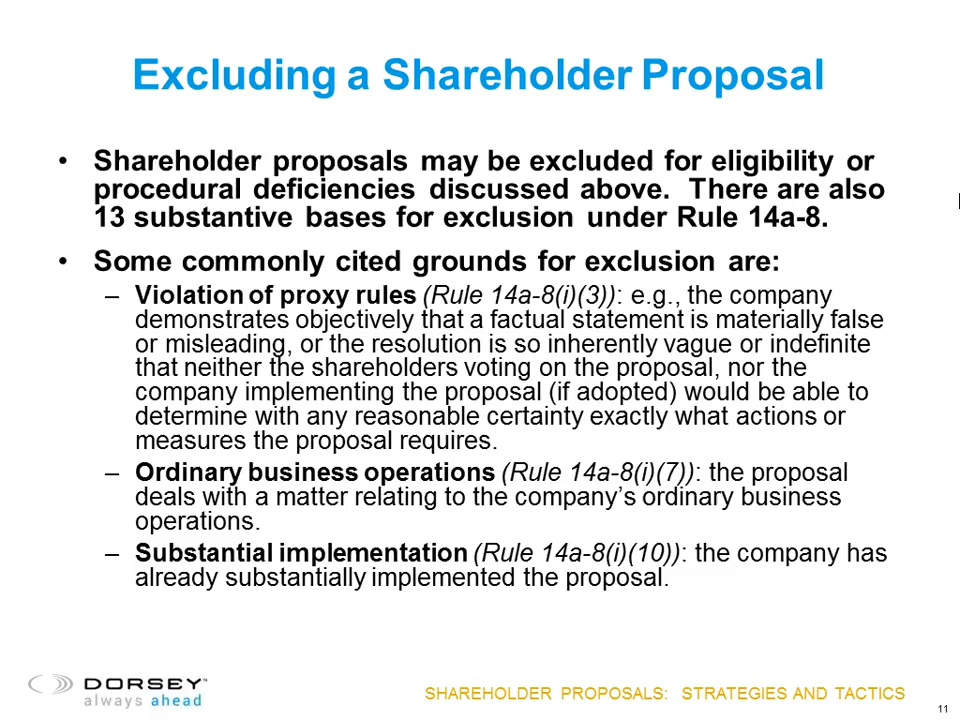 Excluding a Shareholder Proposal
• Shareholder proposals may be excluded for eligibility or
procedural deficiencies discussed above. There are also
13 substantive bases for exclusion under Rule 14a-8.
• Some commonly cited grounds for exclusion are:
– Violation of proxy rules (Rule 14a-8(i)(3)): e.g., the company
demonstrates objectively that a factual statement is materially false
or misleading, or the resolution is so inherently vague or indefinite
that neither the shareholders voting on the proposal, nor the
company implementing the proposal (if adopted) would be able to
determine with any reasonable certainty exactly what actions or
measures the proposal requires.
– Ordinary business operations (Rule 14a-8(i)(7)): the proposal
deals with a matter relating to the company’s ordinary business
operations.
– Substantial implementation (Rule 14a-8(i)(10)): the company has
already substantially implemented the proposal.
DORSEY™
always ahead
SHAREHOLDER PROPOSALS: STRATEGIES AND TACTICS
11